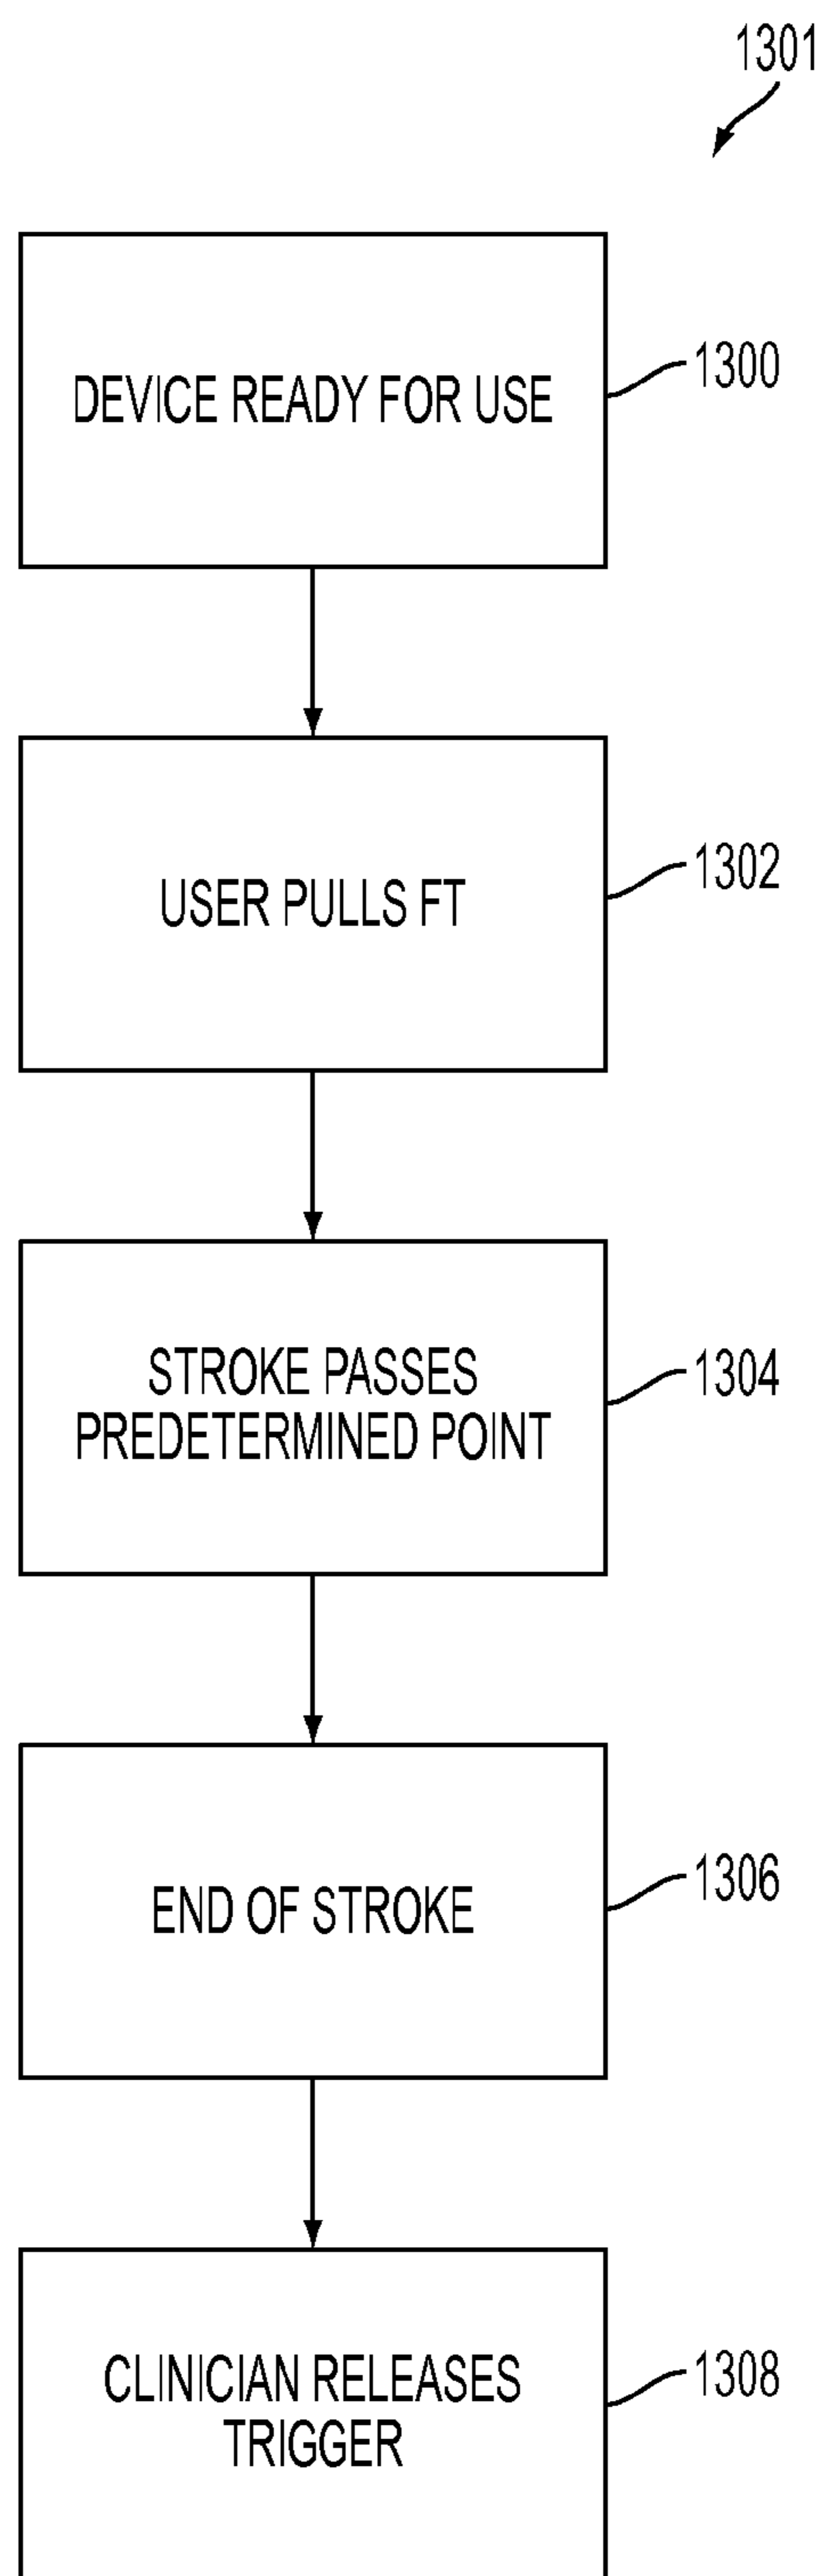 1301
DEVICE READY FOR USE
1300
USER PULLS FT
1302
STROKE PASSES
PREDETERMINED POINT
1304
END OF STROKE
1306
CLINICIAN RELEASES
TRIGGER
1308